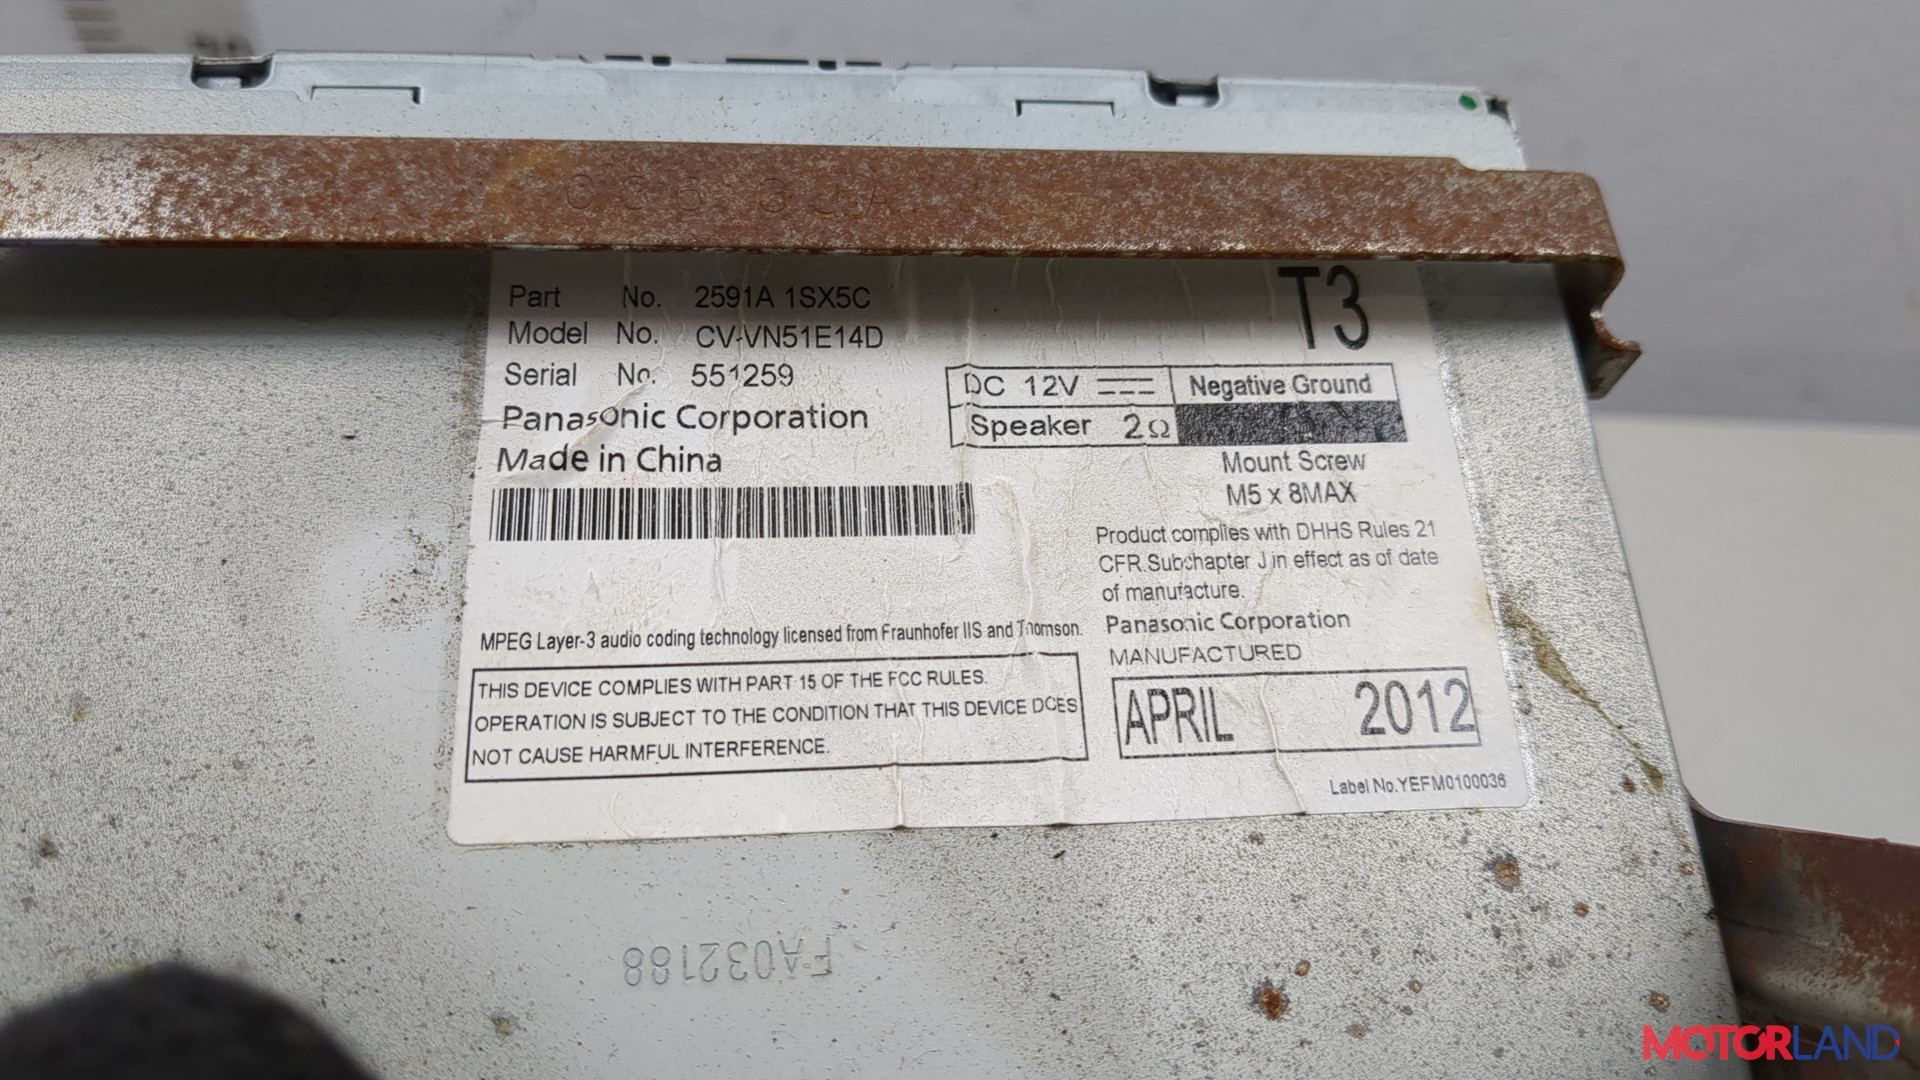 Part No. 2591A 1SX5C
Model No. CV-VN51E14D
Serial No. 551259
Panasonic Corporation
Made in China
T3
DC 12V Negative Ground
Speaker 2Ω
Mount Screw
M5 x 8MAX
Product complies with DHHS Rules 21
CFR.Subchapter J in effect as of date
of manufacture.
Panasonic Corporation
MANUFACTURED
APRIL 2012
MPEG Layer-3 audio coding technology licensed from Fraunhofer IIS and Thomson.
THIS DEVICE COMPLIES WITH PART 15 OF THE FCC RULES.
OPERATION IS SUBJECT TO THE CONDITION THAT THIS DEVICE DOES
NOT CAUSE HARMFUL INTERFERENCE.
Label No.YEFM0100036
FA032188
MOTORLAND